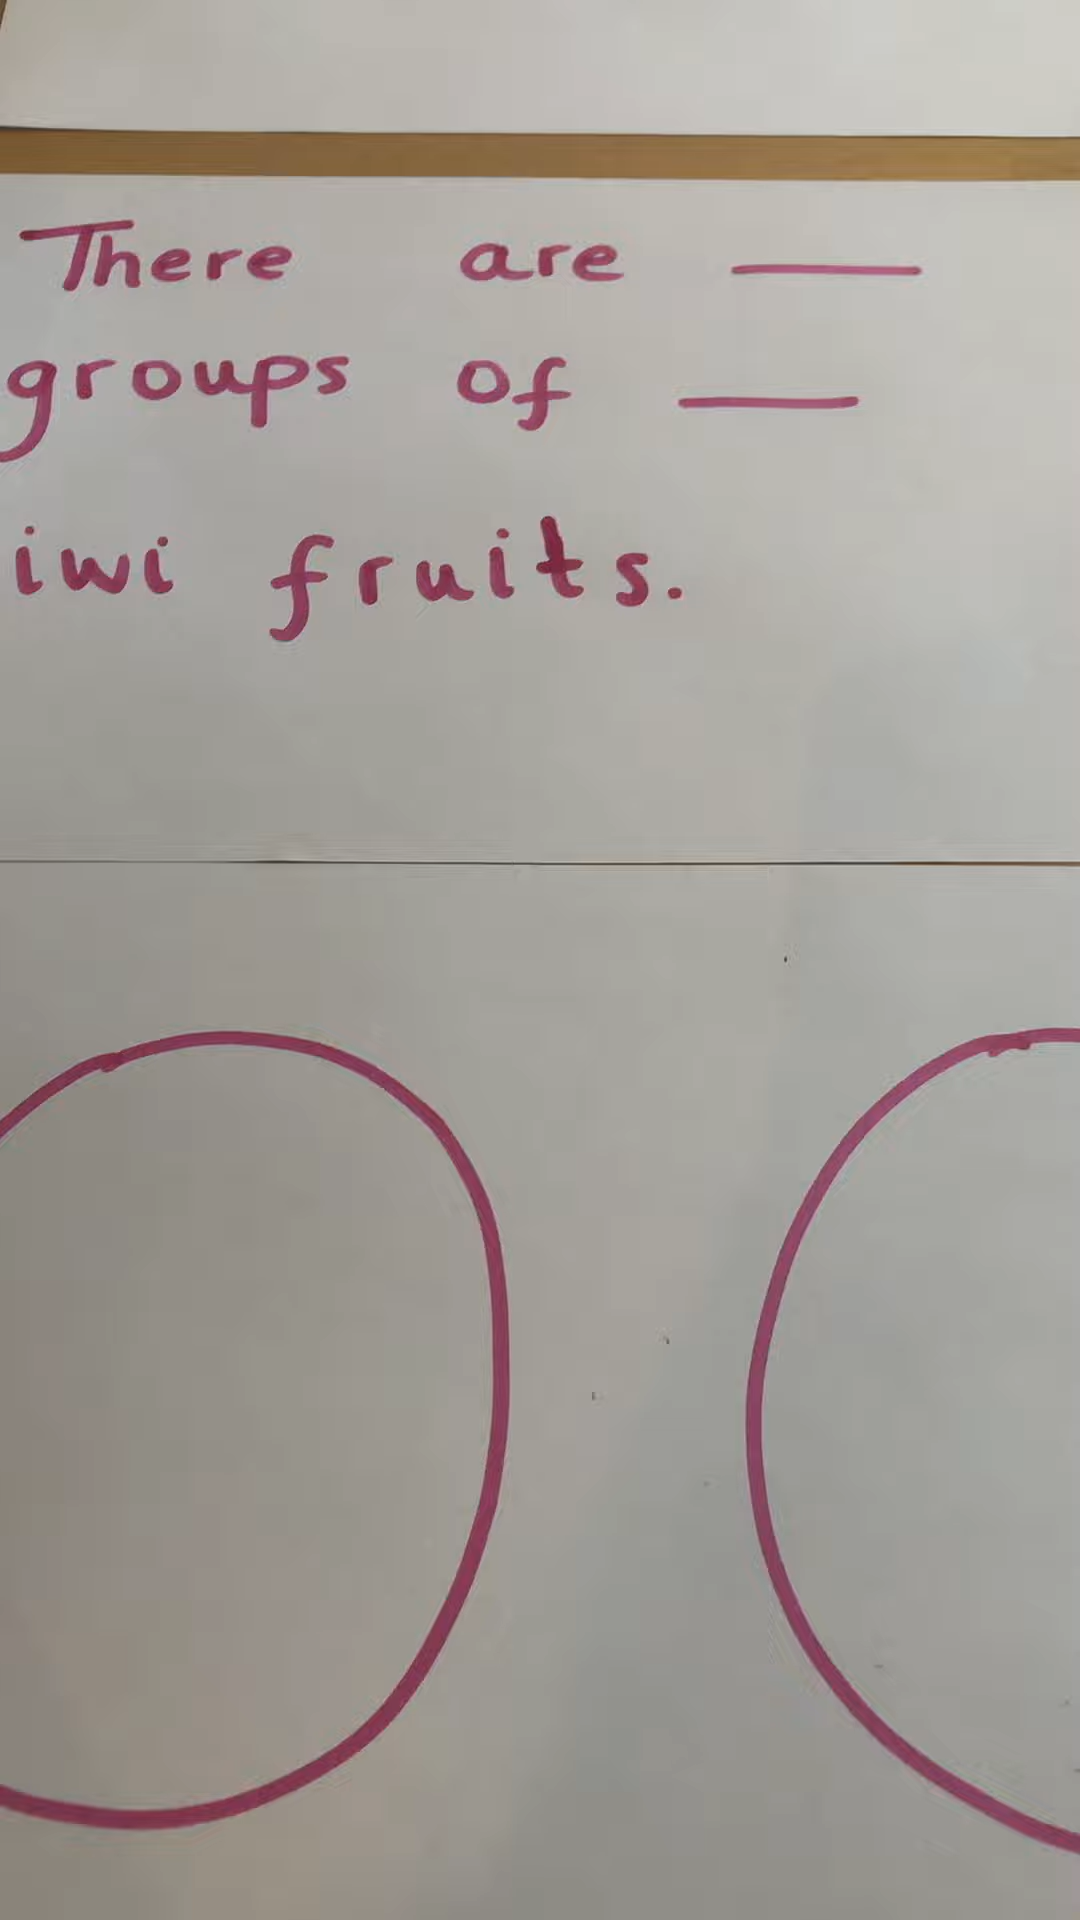 There are ___
groups of ___
iwi fruits.